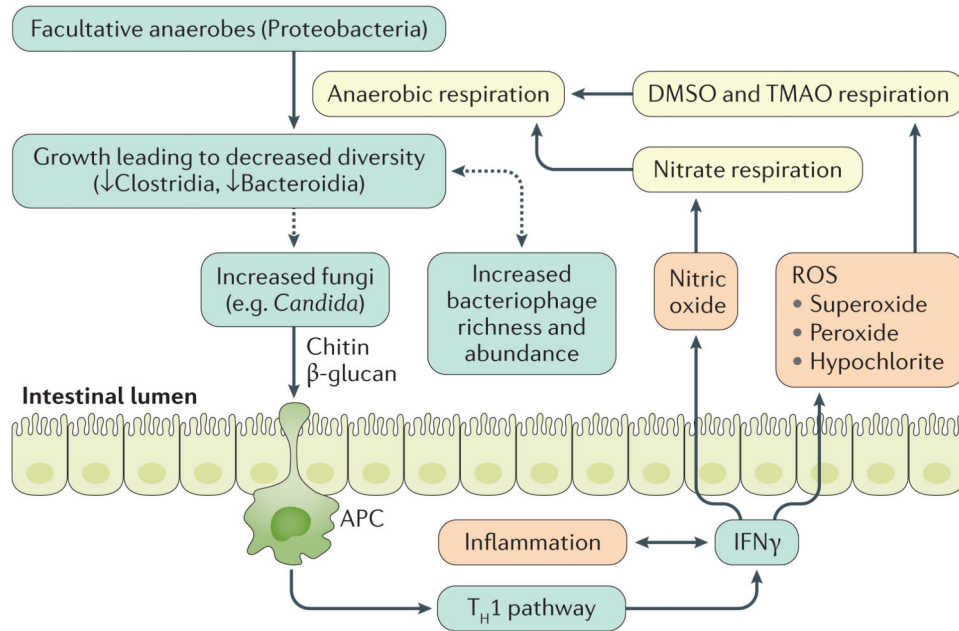 Facultative anaerobes (Proteobacteria)
Anaerobic respiration
DMSO and TMAO respiration
Growth leading to decreased diversity
(↓Clostridia, ↓Bacteroidia)
Nitrate respiration
Increased fungi
(e.g. Candida)
Increased
bacteriophage
richness and
abundance
Nitric
oxide
ROS
• Superoxide
• Peroxide
• Hypochlorite
Chitin
β-glucan
Intestinal lumen
APC
Inflammation
IFNγ
T_H1 pathway